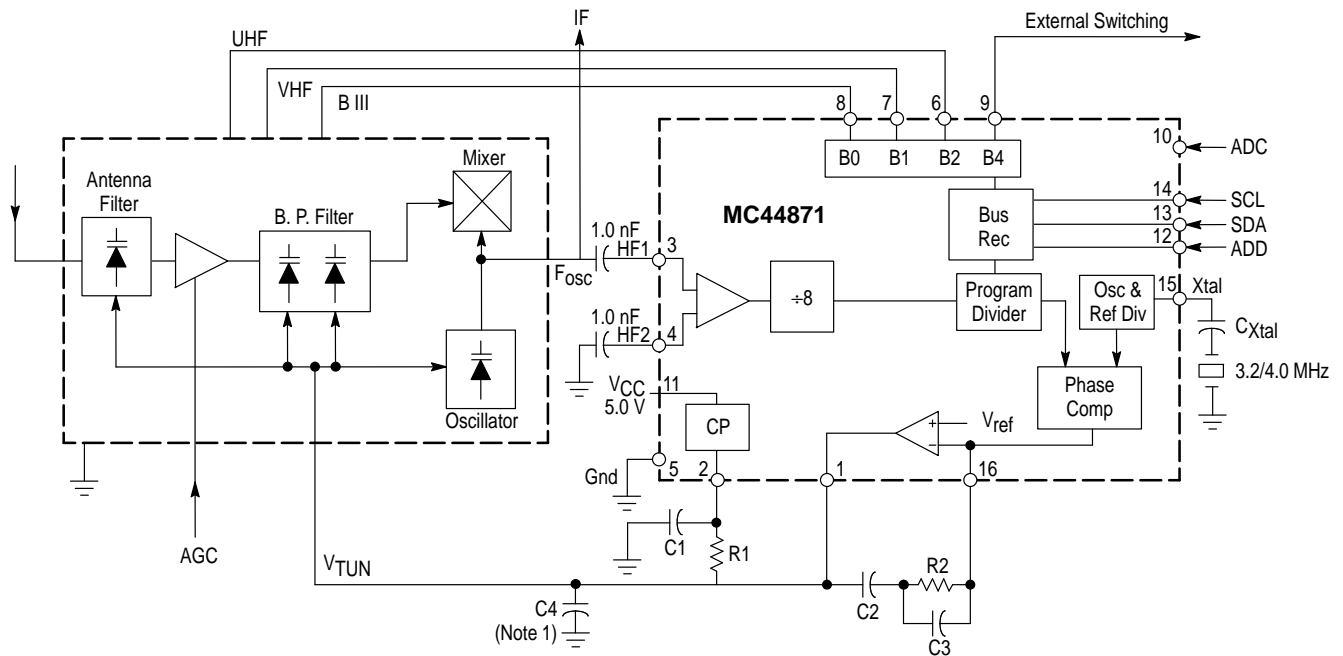 IF
External Switching
UHF
VHF
B III
8
7
6
9
10
ADC
B0
B1
B2
B4
Mixer
Antenna
Filter
B. P. Filter
MC44871
Bus
Rec
14
SCL
13
SDA
12
ADD
1.0 nF
HF1
3
Fosc
÷8
Program
Divider
Osc &
Ref Div
15
Xtal
CXtal
1.0 nF
HF2
4
3.2/4.0 MHz
VCC
11
5.0 V
CP
Phase
Comp
Oscillator
+
Vref
–
Gnd
5
2
1
16
C1
R1
AGC
VTUN
R2
C2
C4
(Note 1)
C3